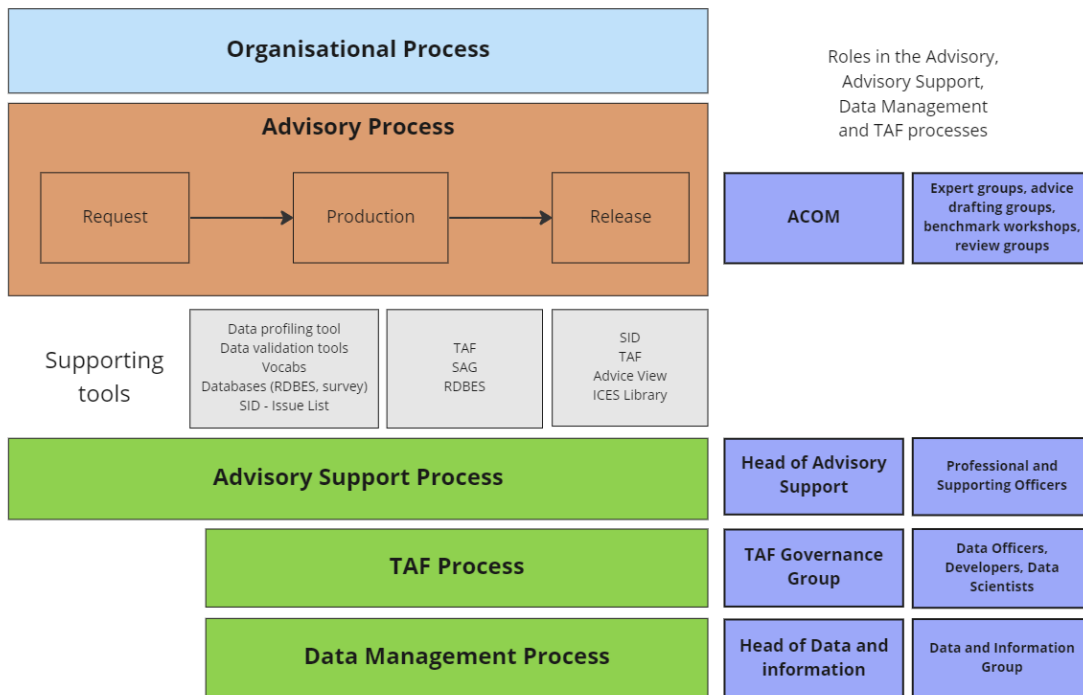 Organisational Process
Roles in the Advisory,
Advisory Support,
Data Management
and TAF processes
Advisory Process
Request
Production
Release
ACOM
Expert groups, advice
drafting groups,
benchmark workshops,
review groups
Supporting
tools
Data profiling tool
Data validation tools
Vocabs
Databases (RDBES, survey)
SID - Issue List
TAF
SAG
RDBES
SID
TAF
Advice View
ICES Library
Advisory Support Process
Head of Advisory
Support
Professional and
Supporting Officers
TAF Process
TAF Governance
Group
Data Officers,
Developers, Data
Scientists
Data Management Process
Head of Data and
information
Data and Information
Group